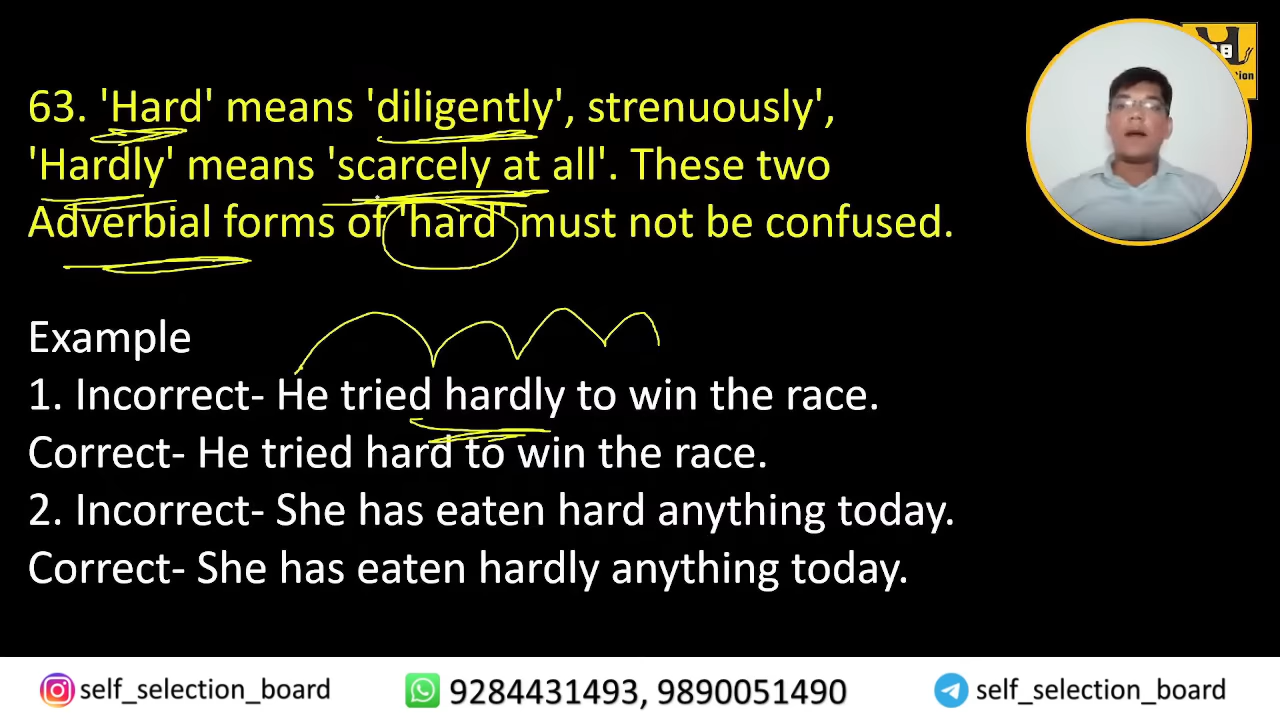 63. 'Hard' means 'diligently', strenuously',
'Hardly' means 'scarcely at all'. These two
Adverbial forms of 'hard' must not be confused.
Example
1. Incorrect- He tried hardly to win the race.
Correct- He tried hard to win the race.
2. Incorrect- She has eaten hard anything today.
Correct- She has eaten hardly anything today.
self_selection_board
9284431493, 9890051490
self_selection_board